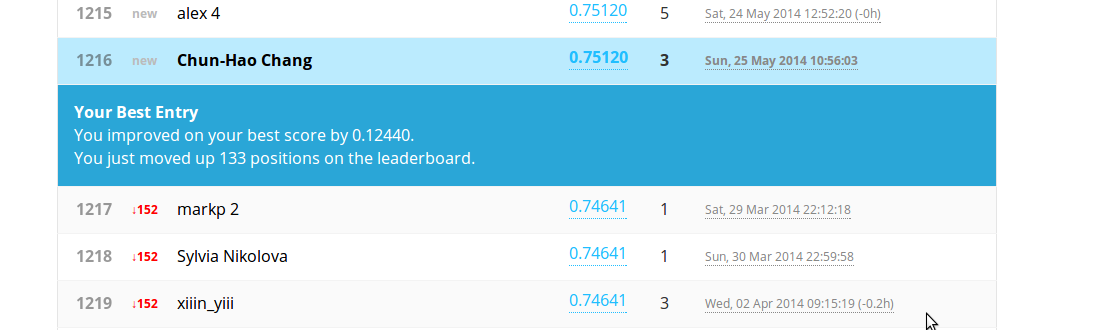 1215 new alex 4 0.75120 5 Sat, 24 May 2014 12:52:20 (-0h)
1216 new Chun-Hao Chang 0.75120 3 Sun, 25 May 2014 10:56:03
Your Best Entry
You improved on your best score by 0.12440.
You just moved up 133 positions on the leaderboard.
1217 ↓152 markp 2 0.74641 1 Sat, 29 Mar 2014 22:12:18
1218 ↓152 Sylvia Nikolova 0.74641 1 Sun, 30 Mar 2014 22:59:58
1219 ↓152 xiiin_yiii 0.74641 3 Wed, 02 Apr 2014 09:15:19 (-0.2h)